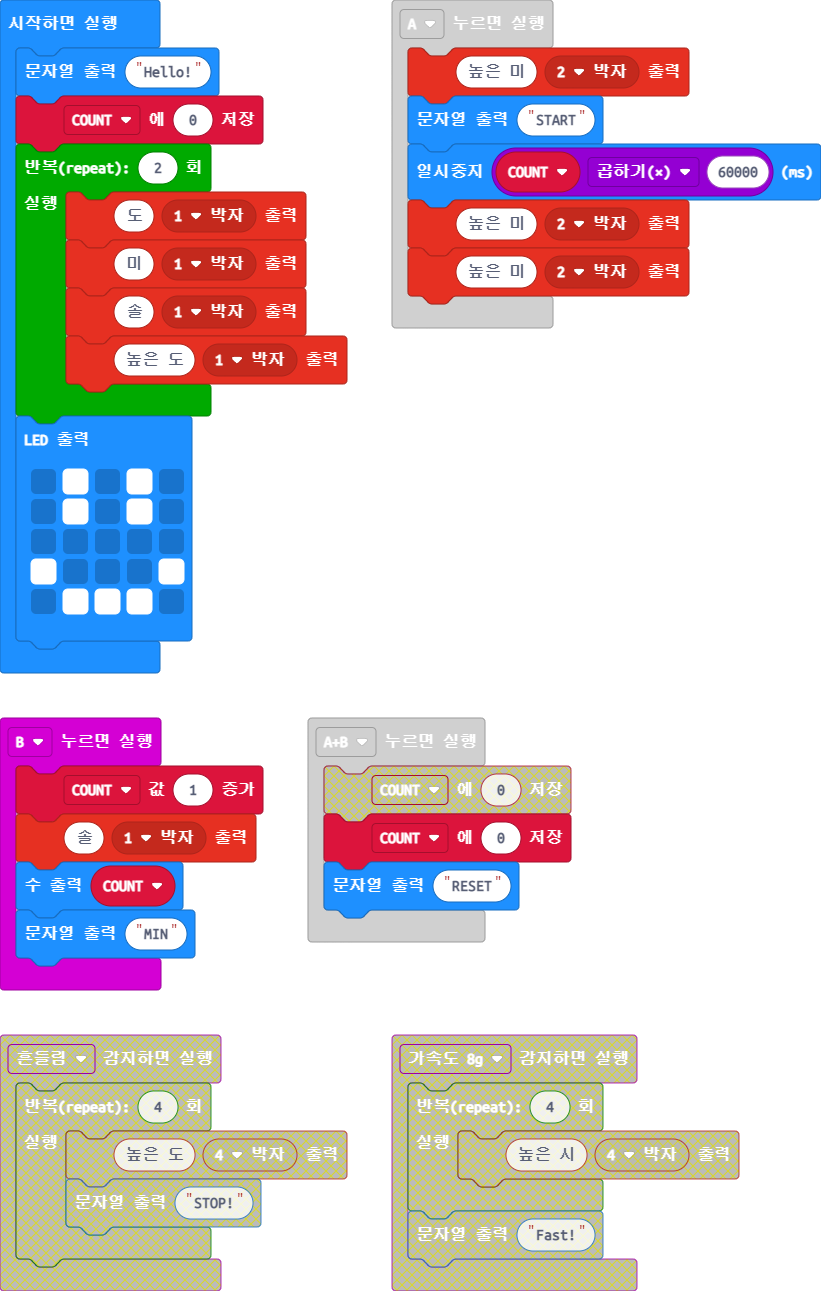 시작하면 실행
문자열 출력 "Hello!"
COUNT 에 0 저장
반복(repeat): 2 회
실행
도 1 박자 출력
미 1 박자 출력
솔 1 박자 출력
높은 도 1 박자 출력
LED 출력
A 누르면 실행
높은 미 2 박자 출력
문자열 출력 "START"
일시중지 COUNT 곱하기(×) 60000 (ms)
높은 미 2 박자 출력
높은 미 2 박자 출력
B 누르면 실행
COUNT 값 1 증가
솔 1 박자 출력
수 출력 COUNT
문자열 출력 "MIN"
A+B 누르면 실행
COUNT 에 0 저장
COUNT 에 0 저장
문자열 출력 "RESET"
흔들림 감지하면 실행
반복(repeat): 4 회
실행
높은 도 4 박자 출력
문자열 출력 "STOP!"
가속도 8g 감지하면 실행
반복(repeat): 4 회
실행
높은 시 4 박자 출력
문자열 출력 "Fast!"